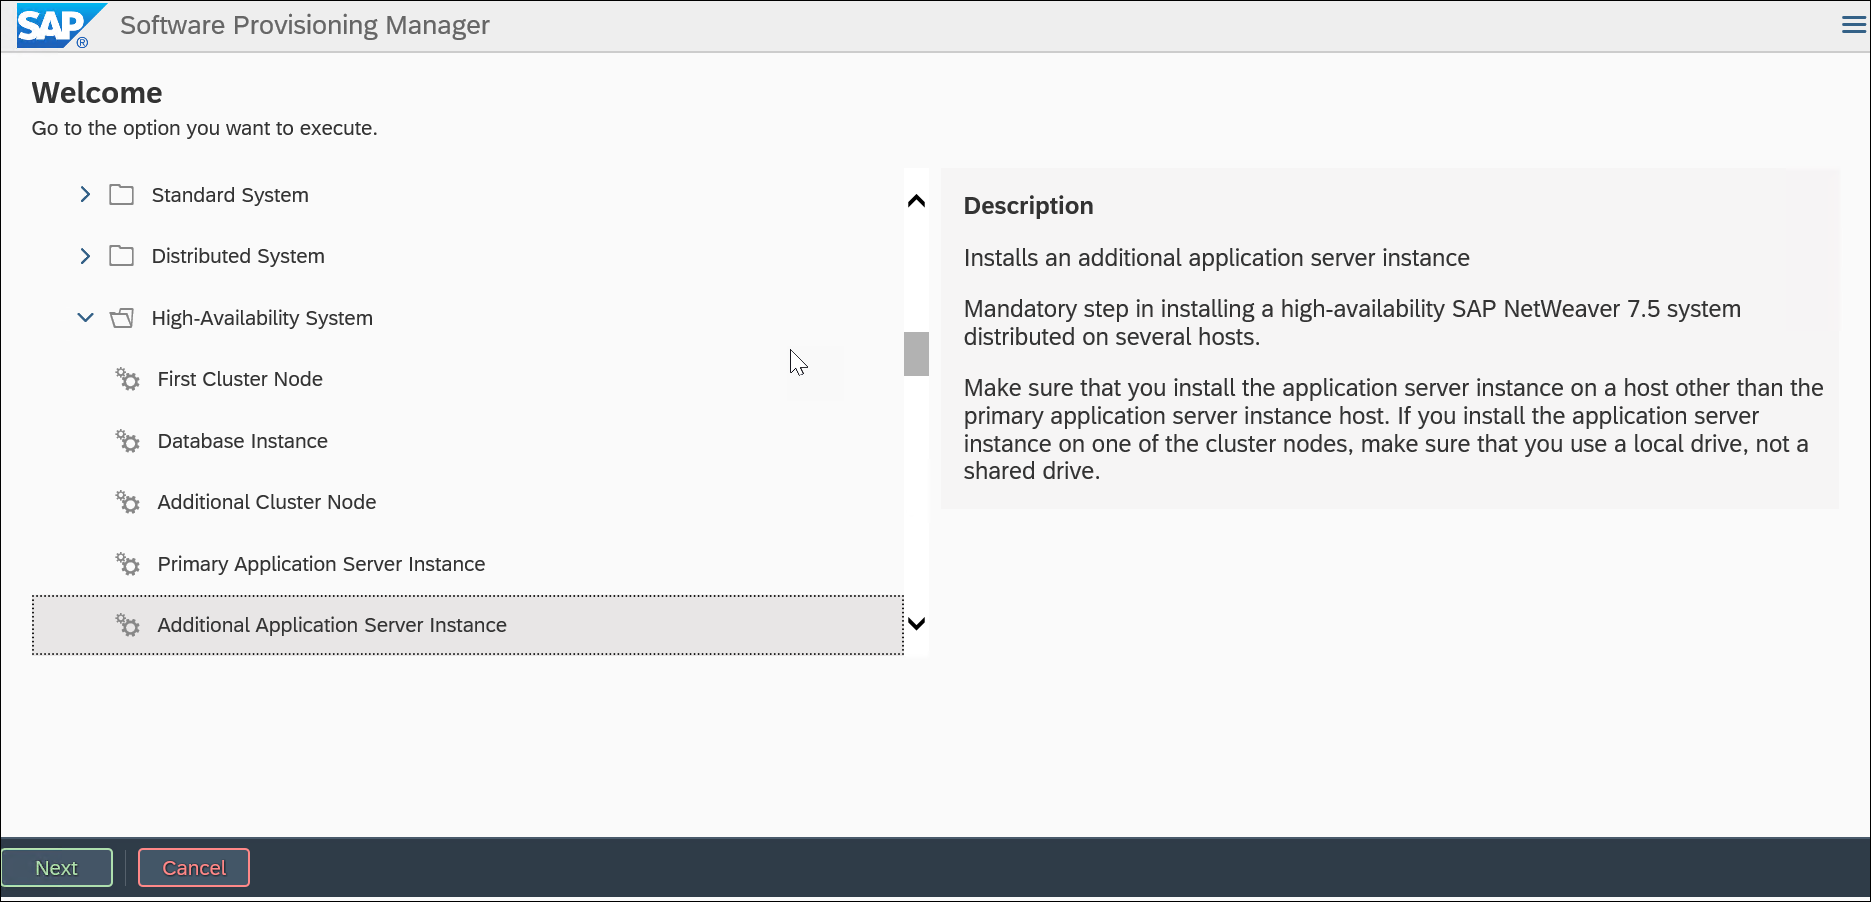 SAP ® Software Provisioning Manager
Welcome
Go to the option you want to execute.
Standard System
Distributed System
High-Availability System
First Cluster Node
Database Instance
Additional Cluster Node
Primary Application Server Instance
Additional Application Server Instance
Description
Installs an additional application server instance
Mandatory step in installing a high-availability SAP NetWeaver 7.5 system
distributed on several hosts.
Make sure that you install the application server instance on a host other than the
primary application server instance host. If you install the application server
instance on one of the cluster nodes, make sure that you use a local drive, not a
shared drive.
Next
Cancel